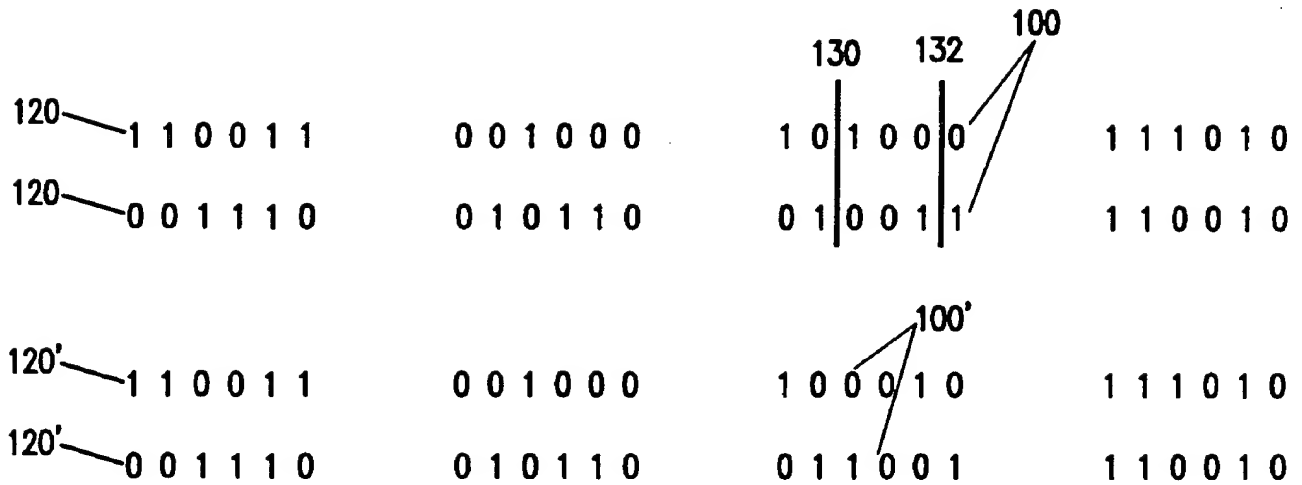 100
130 132
120 1 1 0 0 1 1 0 0 1 0 0 0 1 0 1 0 0 0 1 1 1 0 1 0
120 0 0 1 1 1 0 0 1 0 1 1 0 0 1 0 0 1 1 1 1 0 0 1 0
100'
120' 1 1 0 0 1 1 0 0 1 0 0 0 1 0 0 0 1 0 1 1 1 0 1 0
120' 0 0 1 1 1 0 0 1 0 1 1 0 0 1 1 0 0 1 1 1 0 0 1 0